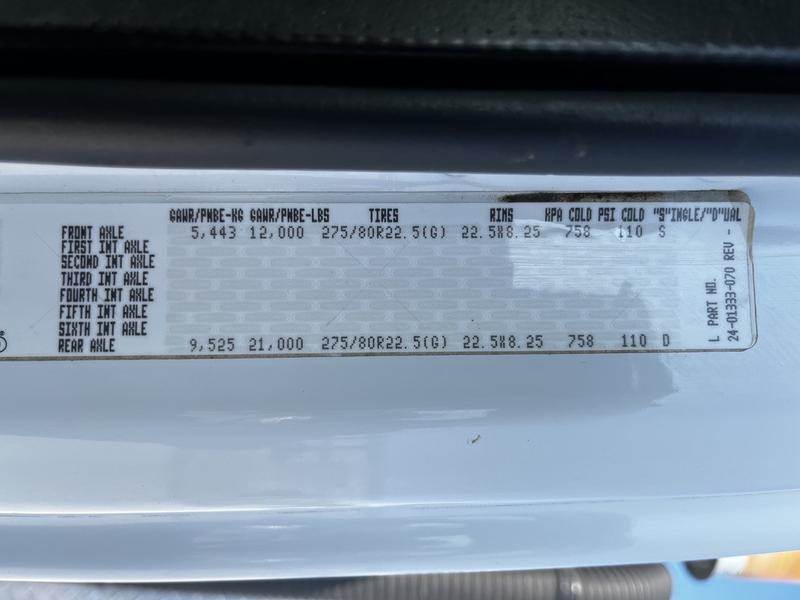 GAWR/PNBE-KG GAWR/PNBE-LBS TIRES RIMS KPA COLD PSI COLD "S"INGLE/"D"UAL
FRONT AXLE 5,443 12,000 275/80R22.5(G) 22.5X8.25 758 110 S
FIRST INT AXLE
SECOND INT AXLE
THIRD INT AXLE
FOURTH INT AXLE
FIFTH INT AXLE
SIXTH INT AXLE
REAR AXLE 9,525 21,000 275/80R22.5(G) 22.5X8.25 758 110 D
L PART NO.
24-01333-070 REV -